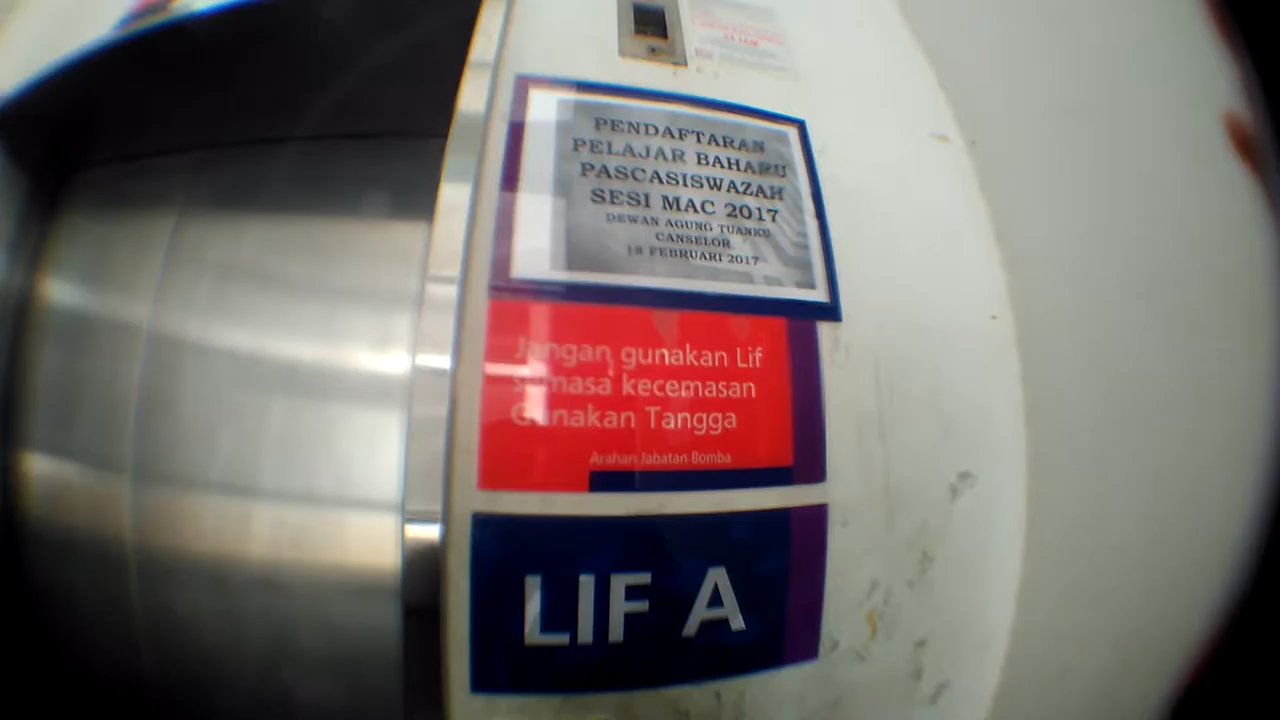 PENDAFTARAN
PELAJAR BAHARU
PASCASISWAZAH
SESI MAC 2017
DEWAN AGUNG TUANKU
CANSELOR
18 FEBRUARI 2017
Jangan gunakan Lif
semasa kecemasan
Gunakan Tangga
Arahan Jabatan Bomba
LIF A